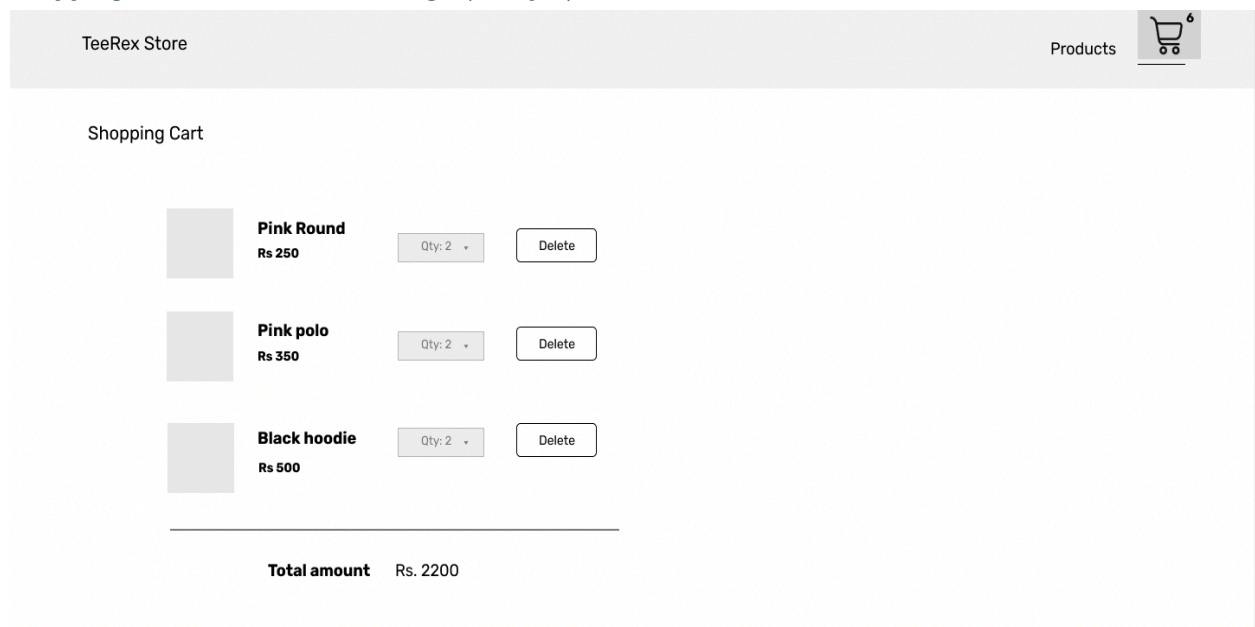 TeeRex Store
Products
6
Shopping Cart
Pink Round
Rs 250
Qty: 2
Delete
Pink polo
Rs 350
Qty: 2
Delete
Black hoodie
Rs 500
Qty: 2
Delete
Total amount Rs. 2200